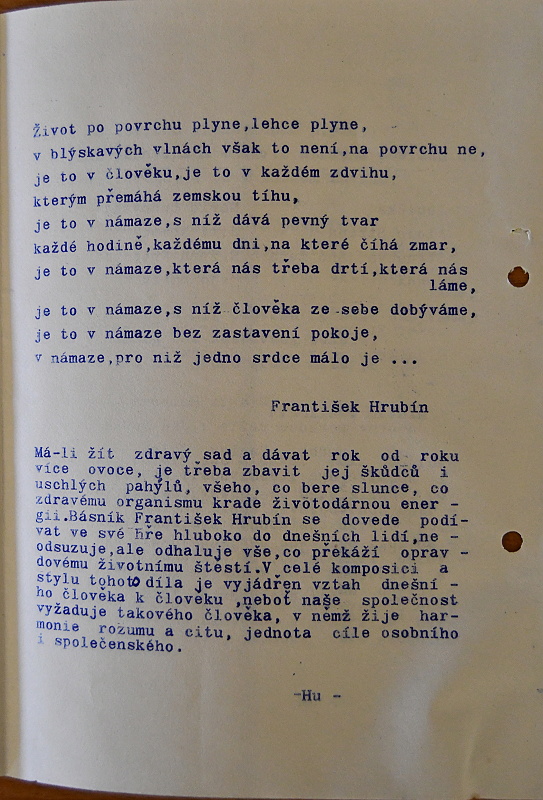 Život po povrchu plyne,lehce plyne,
v blýskavých vlnách však to není,na povrchu ne,
je to v člověku,je to v každém zdvihu,
kterým přemáhá zemskou tíhu,
je to v námaze,s níž dává pevný tvar
každé hodině,každému dni,na které číhá zmar,
je to v námaze,která nás třeba drtí,která nás
láme,
je to v námaze,s níž člověka ze sebe dobýváme,
je to v námaze bez zastavení pokoje,
v námaze,pro niž jedno srdce málo je ...
František Hrubín
Má-li žít zdravý sad a dávat rok od roku
více ovoce, je třeba zbavit jej škůdců i
uschlých pahýlů, všeho, co bere slunce, co
zdravému organismu krade životodárnou ener -
gii.Básník František Hrubín se dovede podí-
vat ve své hře hluboko do dnešních lidí,ne -
odsuzuje,ale odhaluje vše,co překáží oprav -
dovému životnímu štestí.V celé kompozici a
stylu tohoto díla je vyjádřen vztah dnešní -
ho člověka k člověku ,neboť naše společnost
vyžaduje takového člověka, v němž žije har-
monie rozumu a citu, jednota cíle osobního
i společenského.
-Hu -